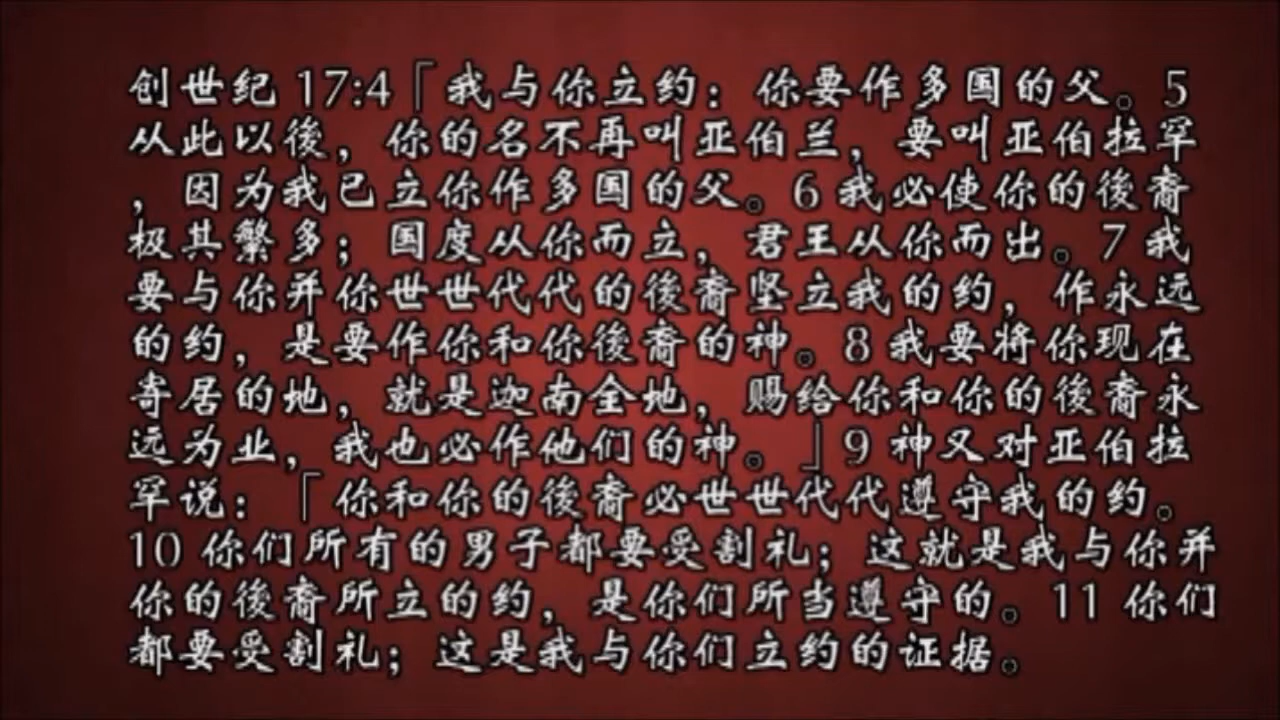 创世纪 17:4「我与你立约：你要作多国的父。5
从此以後，你的名不再叫亚伯兰，要叫亚伯拉罕
，因为我已立你作多国的父。6 我必使你的後裔
极其繁多；国度从你而立，君王从你而出。7 我
要与你并你世世代代的後裔坚立我的约，作永远
的约，是要作你和你後裔的神。8 我要将你现在
寄居的地，就是迦南全地，赐给你和你的後裔永
远为业，我也必作他们的神。」9 神又对亚伯拉
罕说：「你和你的後裔必世世代代遵守我的约。
10 你们所有的男子都要受割礼；这就是我与你并
你的後裔所立的约，是你们所当遵守的。11 你们
都要受割礼；这是我与你们立约的证据。